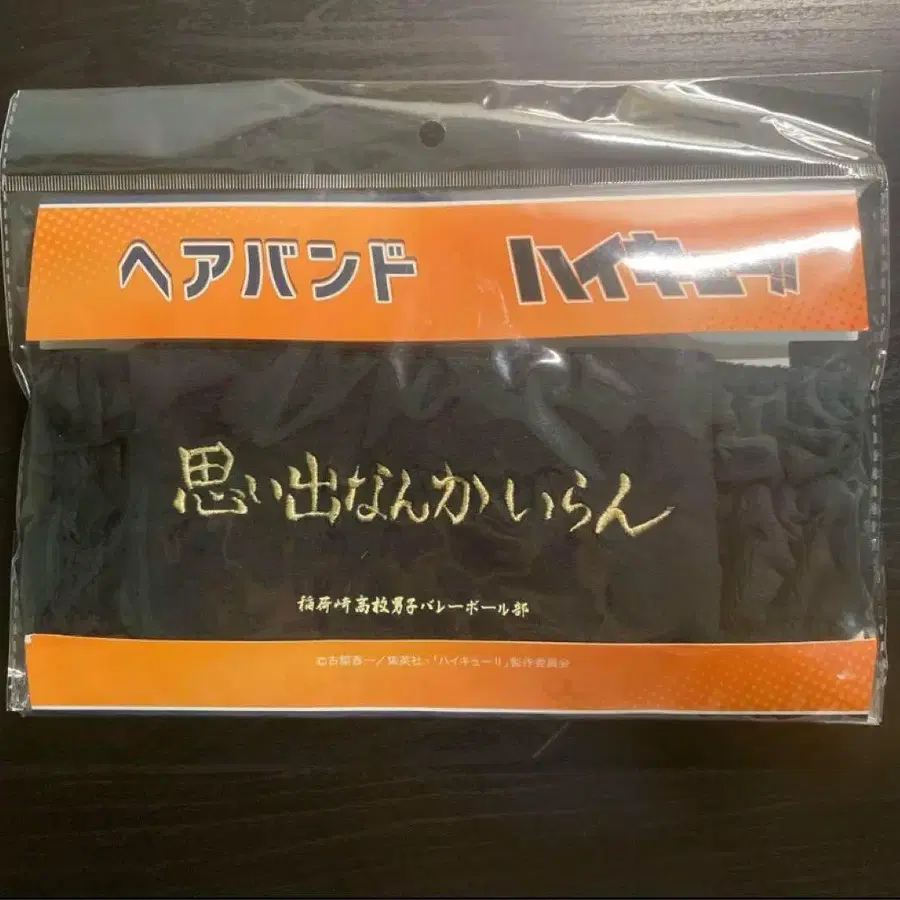 ヘアバンド ハイキュー!!
思い出なんかいらん
稲荷崎高校男子バレーボール部
©古舘春一/集英社・「ハイキュー!!」製作委員会